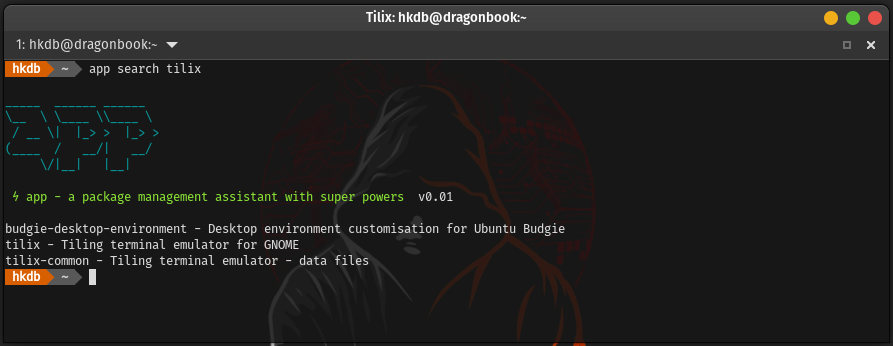 Tilix: hkdb@dragonbook:~
1: hkdb@dragonbook:~
hkdb ~ app search tilix
_____  ______ ______
\__  \ \____ \\____ \
 / __ \|  |_> >  |_> >
(____  /   __/|   __/
     \/|__|   |__|
ϟ app - a package management assistant with super powers  v0.01
budgie-desktop-environment - Desktop environment customisation for Ubuntu Budgie
tilix - Tiling terminal emulator for GNOME
tilix-common - Tiling terminal emulator - data files
hkdb ~